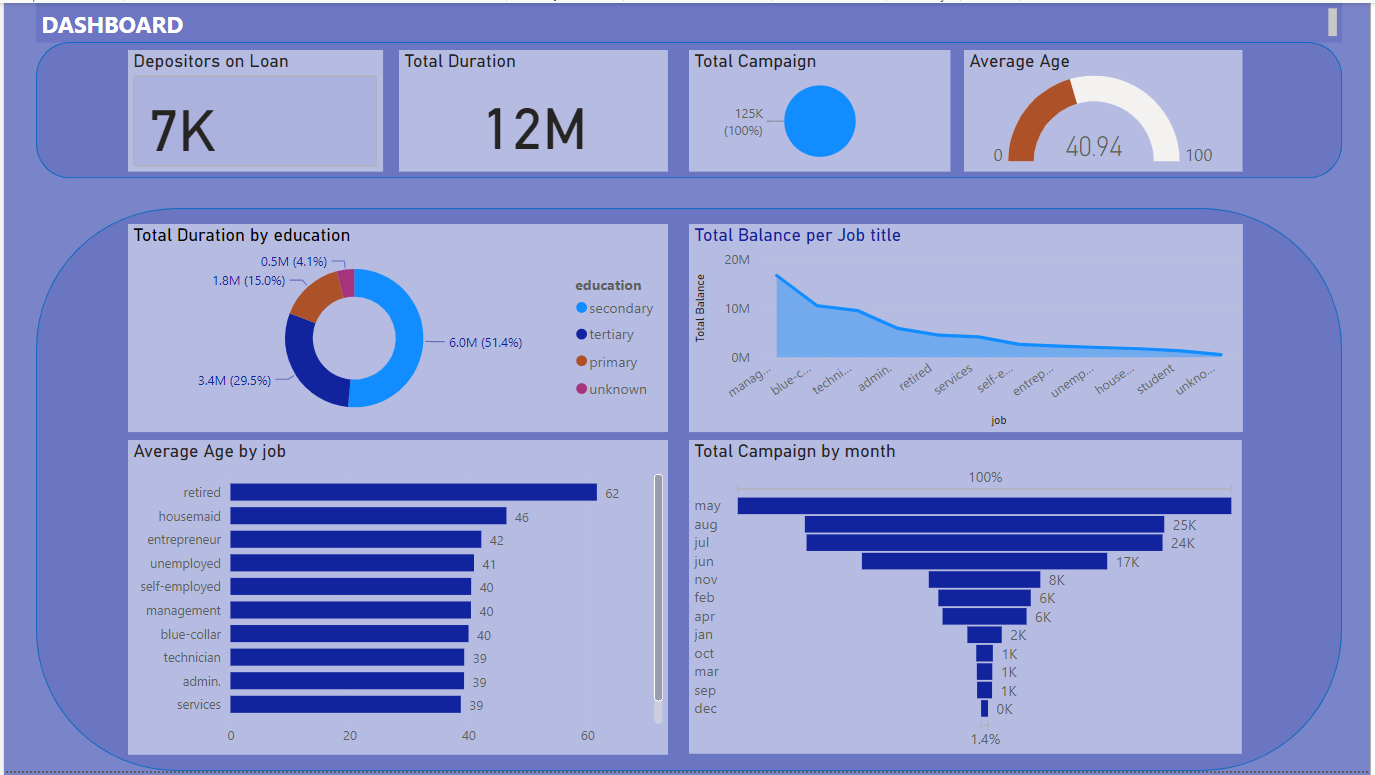 DASHBOARD
Depositors on Loan
7K
Total Duration
12M
Total Campaign
125K
(100%)
Average Age
0
40.94
100
Total Duration by education
0.5M (4.1%)
1.8M (15.0%)
6.0M (51.4%)
3.4M (29.5%)
education
secondary
tertiary
primary
unknown
Total Balance per Job title
Total Balance
20M
10M
0M
manag...
blue-c...
techni...
admin.
retired
services
self-e...
entrep...
unemp...
house...
student
unkno...
job
Average Age by job
retired 62
housemaid 46
entrepreneur 42
unemployed 41
self-employed 40
management 40
blue-collar 40
technician 39
admin. 39
services 39
0 20 40 60
Total Campaign by month
100%
may
aug 25K
jul 24K
jun 17K
nov 8K
feb 6K
apr 6K
jan 2K
oct 1K
mar 1K
sep 1K
dec 0K
1.4%